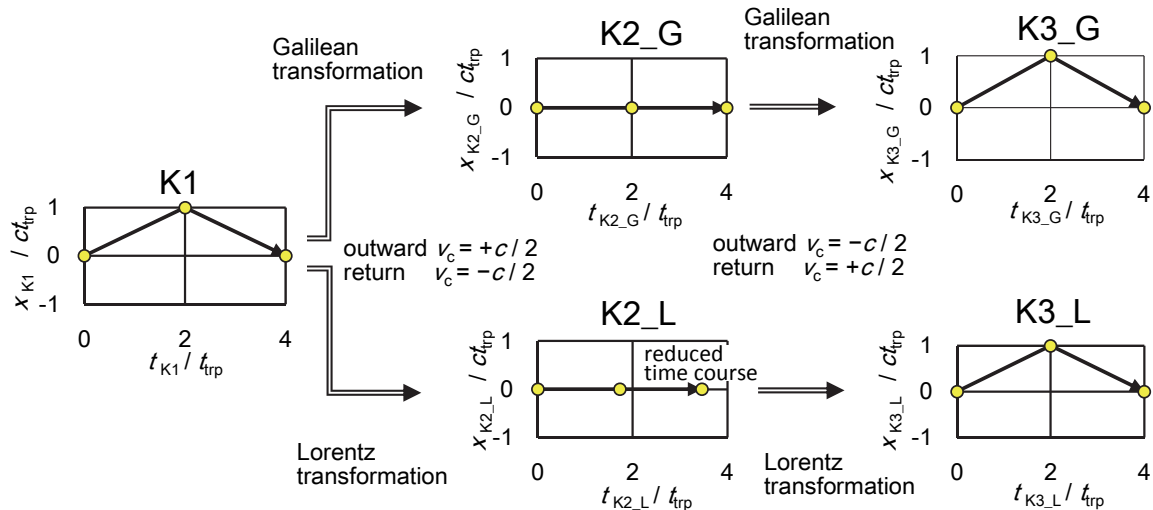 Galilean
transformation
K2_G
1
0
-1
x K2_G / ct trp
0 2 4
t K2_G / t trp
Galilean
transformation
K3_G
1
0
-1
x K3_G / ct trp
0 2 4
t K3_G / t trp
K1
1
0
-1
x K1 / ct trp
0 2 4
t K1 / t trp
outward v c = +c / 2
return v c = −c / 2
outward v c = −c / 2
return v c = +c / 2
Lorentz
transformation
K2_L
1
0
-1
x K2_L / ct trp
reduced
time course
0 2 4
t K2_L / t trp
Lorentz
transformation
K3_L
1
0
-1
x K3_L / ct trp
0 2 4
t K3_L / t trp